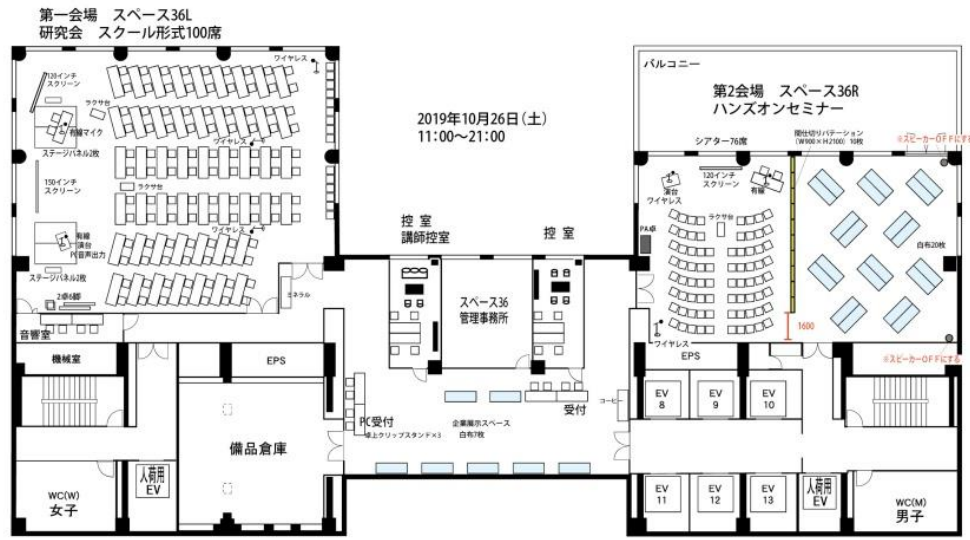 第一会場　スペース36L
研究会　スクール形式100席
ワイヤレス
120インチ
スクリーン
ラクサ台
有線マイク
ステージパネル2枚
ワイヤレス
150インチ
スクリーン
ラクサ台
ワイヤレス
有線
演台
PC音声出力
ステージパネル2枚
2卓6脚
ミネラル
音響室
機械室
EPS
備品倉庫
人荷用
EV
WC(W)
女子
2019年10月26日(土)
11:00〜21:00
控室
講師控室
控室
スペース36
管理事務所
PC受付
卓上クリップスタンド×3
企業展示スペース
白布7枚
受付
コーヒー
バルコニー
第2会場　スペース36R
ハンズオンセミナー
シアター76席
間仕切りパテーション
(W900×H2100) 16枚
※スピーカーOFFにする
120インチ
スクリーン
演台
ワイヤレス
有線
ラクサ台
PA卓
白布20枚
1600
ワイヤレス
※スピーカーOFFにする
EPS
EV
8
EV
9
EV
10
EV
11
EV
12
EV
13
人荷用
EV
WC(M)
男子